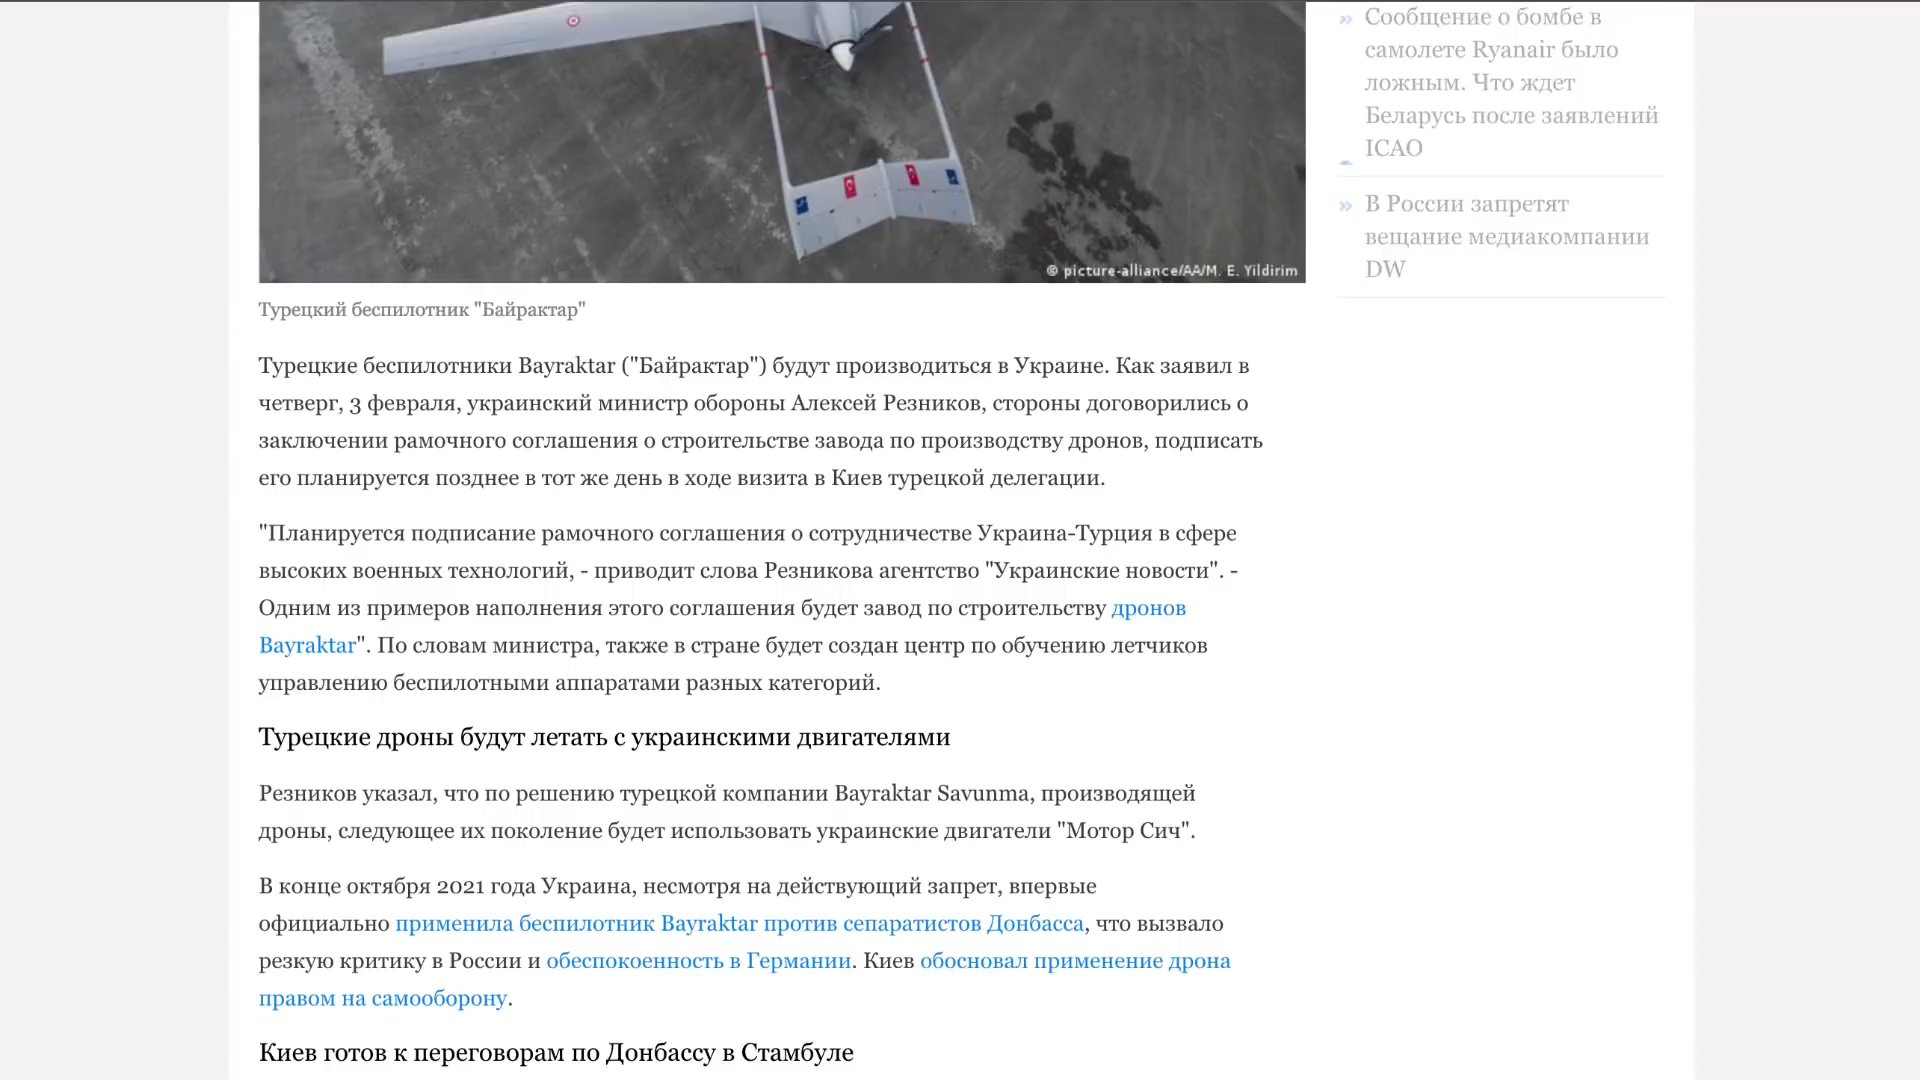 © picture-alliance/AA/M. E. Yildirim
Турецкий беспилотник "Байрактар"
Турецкие беспилотники Bayraktar ("Байрактар") будут производиться в Украине. Как заявил в
четверг, 3 февраля, украинский министр обороны Алексей Резников, стороны договорились о
заключении рамочного соглашения о строительстве завода по производству дронов, подписать
его планируется позднее в тот же день в ходе визита в Киев турецкой делегации.
"Планируется подписание рамочного соглашения о сотрудничестве Украина-Турция в сфере
высоких военных технологий, - приводит слова Резникова агентство "Украинские новости". -
Одним из примеров наполнения этого соглашения будет завод по строительству дронов
Bayraktar". По словам министра, также в стране будет создан центр по обучению летчиков
управлению беспилотными аппаратами разных категорий.
Турецкие дроны будут летать с украинскими двигателями
Резников указал, что по решению турецкой компании Bayraktar Savunma, производящей
дроны, следующее их поколение будет использовать украинские двигатели "Мотор Сич".
В конце октября 2021 года Украина, несмотря на действующий запрет, впервые
официально применила беспилотник Bayraktar против сепаратистов Донбасса, что вызвало
резкую критику в России и обеспокоенность в Германии. Киев обосновал применение дрона
правом на самооборону.
Киев готов к переговорам по Донбассу в Стамбуле
» Сообщение о бомбе в
самолете Ryanair было
ложным. Что ждет
Беларусь после заявлений
ICAO
» В России запретят
вещание медиакомпании
DW